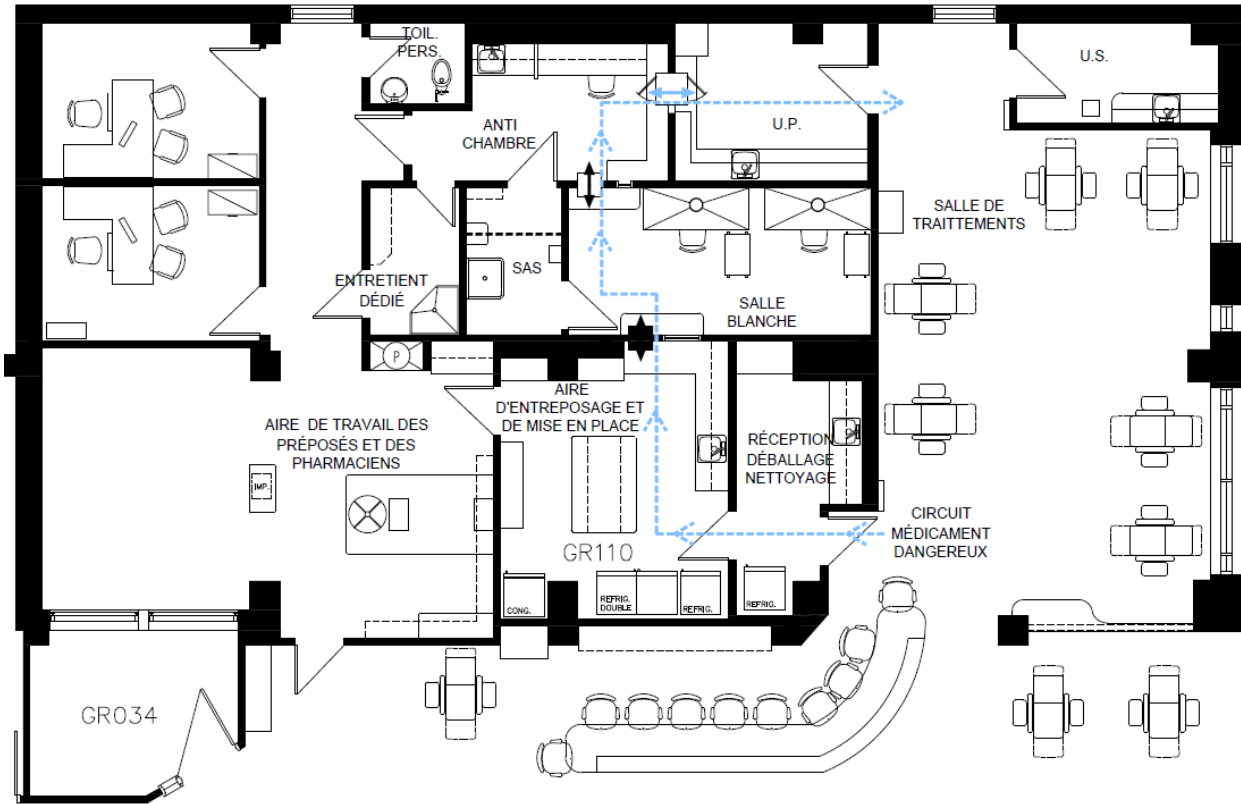 TOIL.
PERS.
U.S.
ANTI
CHAMBRE
U.P.
SALLE DE
TRAITTEMENTS
ENTRETIENT
DÉDIÉ
SAS
SALLE
BLANCHE
P
AIRE
D'ENTREPOSAGE ET
DE MISE EN PLACE
AIRE DE TRAVAIL DES
PRÉPOSÉS ET DES
PHARMACIENS
RÉCEPTION
DÉBALLAGE
NETTOYAGE
IMP.
CIRCUIT
MÉDICAMENT
DANGEREUX
GR110
CONG.
REFRIG.
DOUBLE
REFRIG.
REFRIG.
GR034